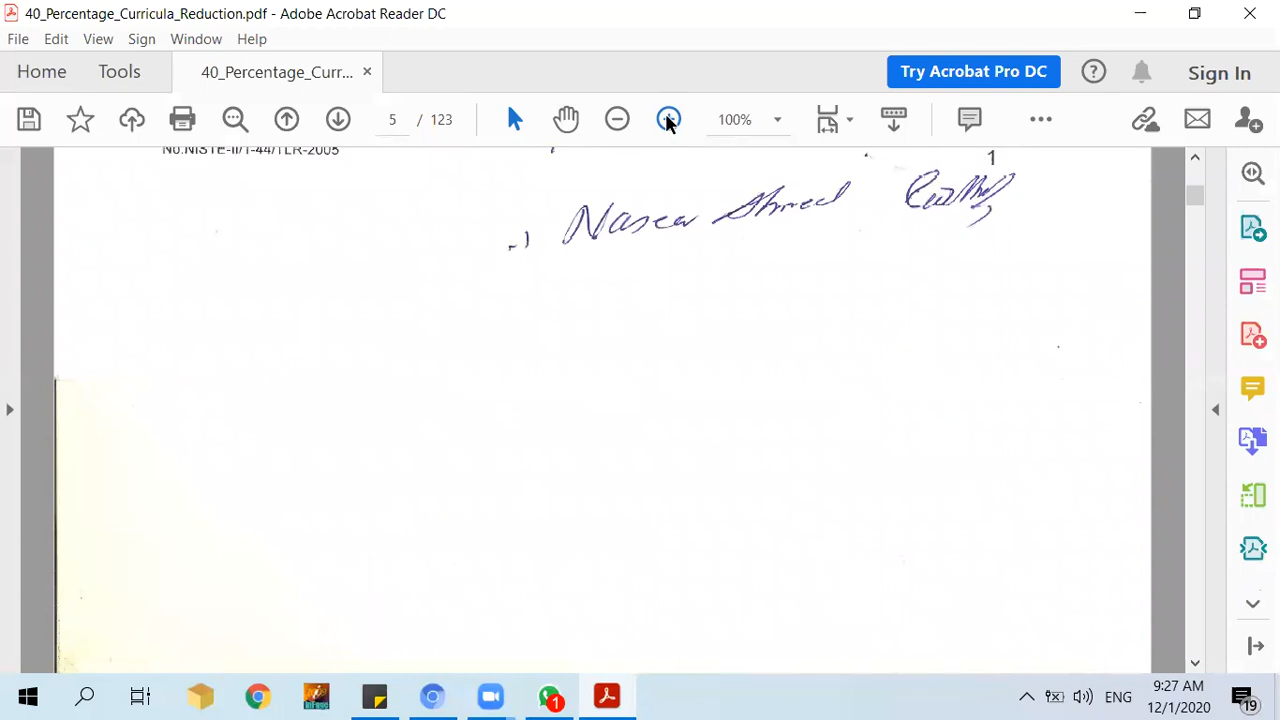 40_Percentage_Curricula_Reduction.pdf - Adobe Acrobat Reader DC
File Edit View Sign Window Help
Home Tools 40_Percentage_Curr... Try Acrobat Pro DC Sign In
5 / 123 100%
No.NISTE-II/1-44/TLR-2005
1
Naseer Ahmed
1
9:27 AM
ENG
12/1/2020
19